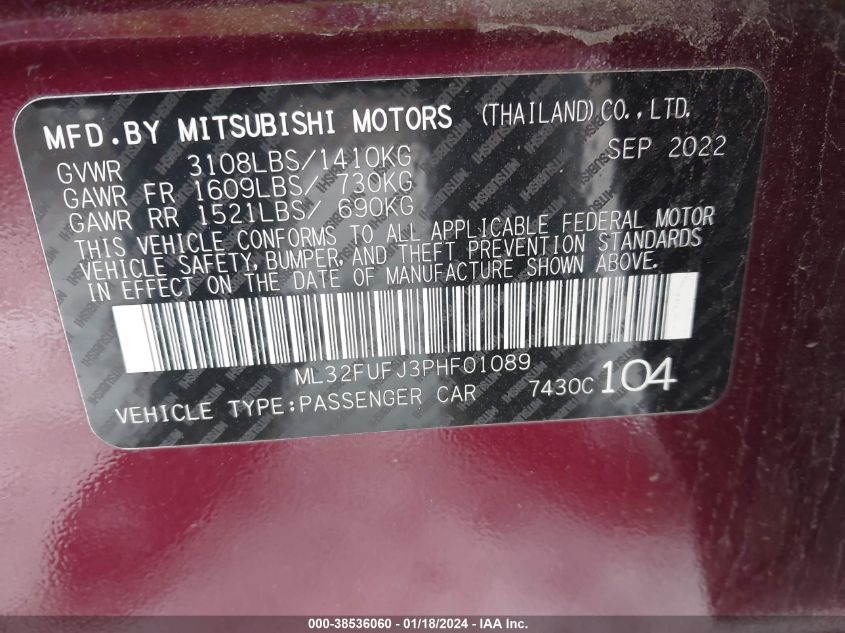 MFD.BY MITSUBISHI MOTORS (THAILAND) CO., LTD.
GVWR 3108LBS/1410KG SEP 2022
GAWR FR 1609LBS/ 730KG
GAWR RR 1521LBS/ 690KG
THIS VEHICLE CONFORMS TO ALL APPLICABLE FEDERAL MOTOR
VEHICLE SAFETY, BUMPER, AND THEFT PREVENTION STANDARDS
IN EFFECT ON THE DATE OF MANUFACTURE SHOWN ABOVE.
ML32FUFJ3PHF01089
VEHICLE TYPE:PASSENGER CAR 7430C 104
000-38536060 - 01/18/2024 - IAA, Inc.